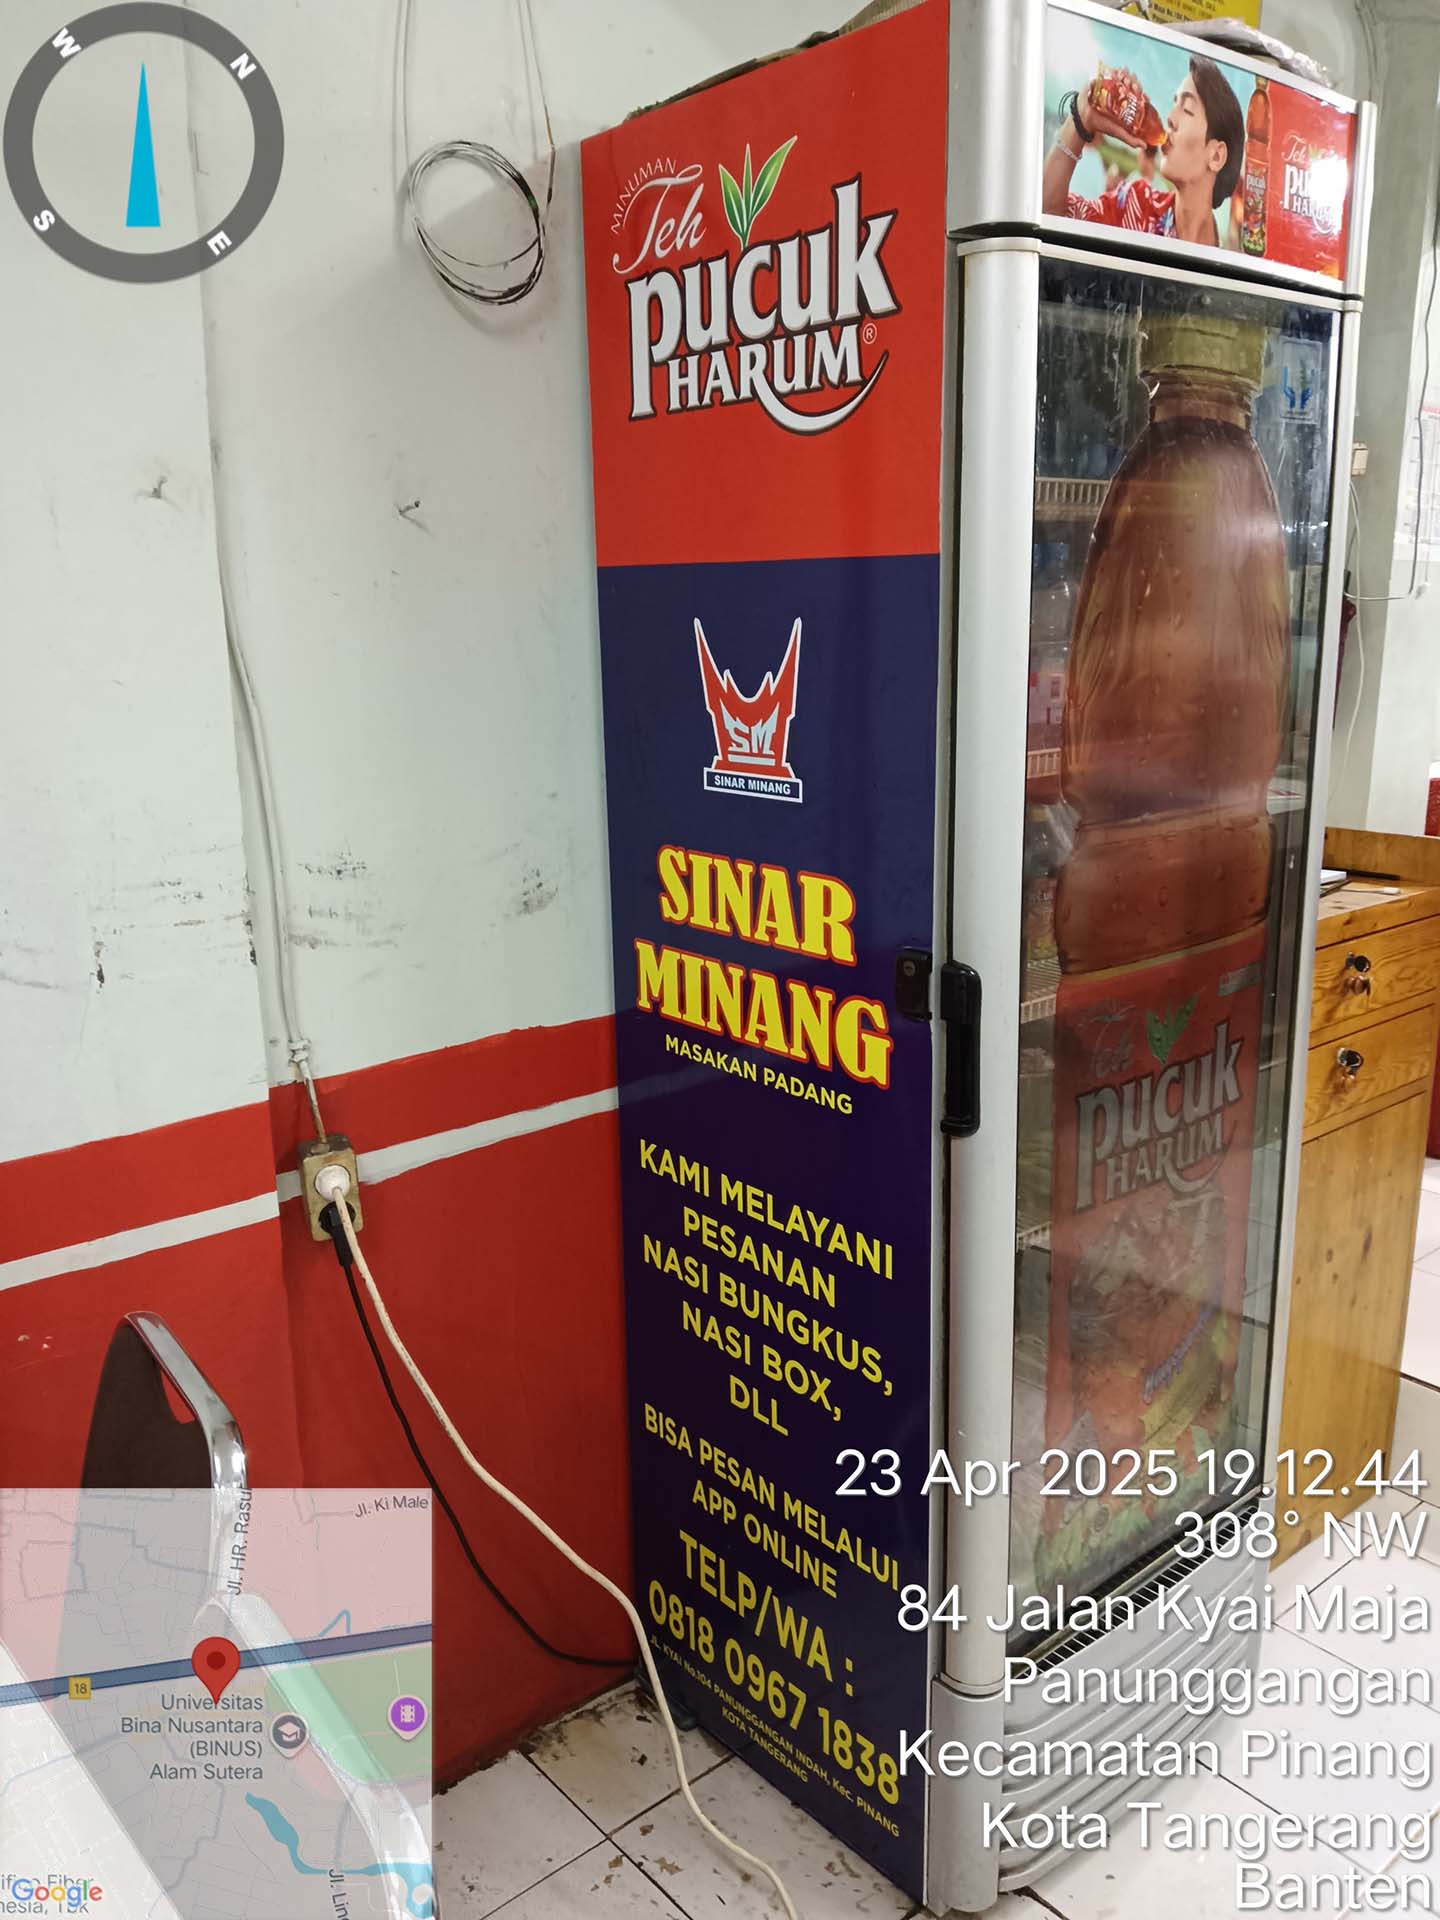 W
N
S
E
MINUMAN
Teh
pucuk
HARUM®
Teh
pucuk
HARUM
SM
SINAR MINANG
SINAR
MINANG
MASAKAN PADANG
KAMI MELAYANI
PESANAN
NASI BUNGKUS,
NASI BOX,
DLL
BISA PESAN MELALUI
APP ONLINE
TELP/WA :
0818 0967 1838
JL. KYAI No.104 PANUNGGANGAN INDAH, Kec. PINANG
KOTA TANGERANG
Teh
pucuk
HARUM
23 Apr 2025 19.12.44
308° NW
84 Jalan Kyai Maja
Panunggangan
Kecamatan Pinang
Kota Tangerang
Banten
Jl. Ki Male
Jl. HR. Rasu
18
Universitas
Bina Nusantara
(BINUS)
Alam Sutera
Jl. Lin
Google